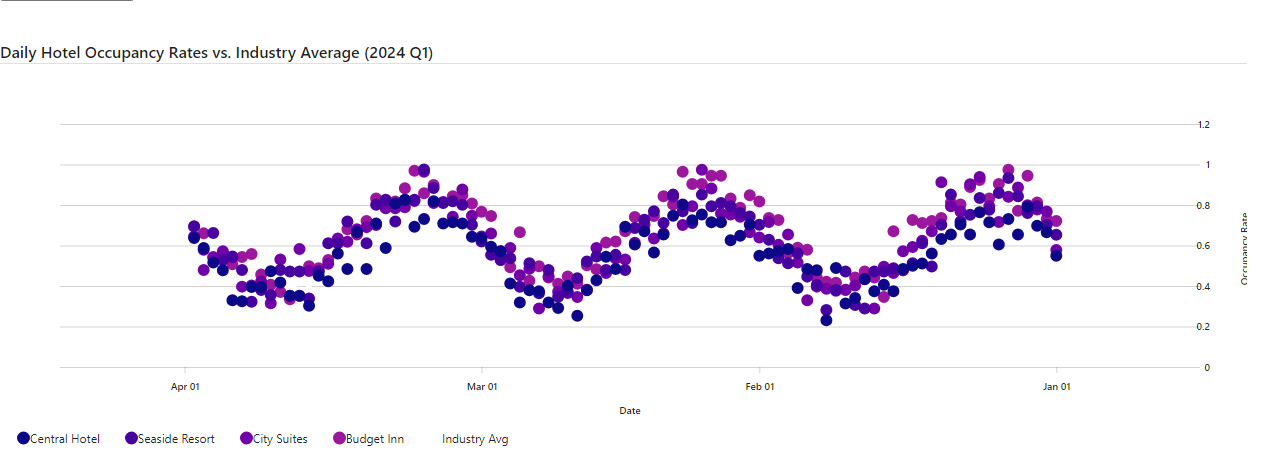 Daily Hotel Occupancy Rates vs. Industry Average (2024 Q1)
1.2
1
0.8
0.6
0.4
0.2
0
Occupancy Rate
Apr 01
Mar 01
Feb 01
Jan 01
Date
Central Hotel
Seaside Resort
City Suites
Budget Inn
Industry Avg